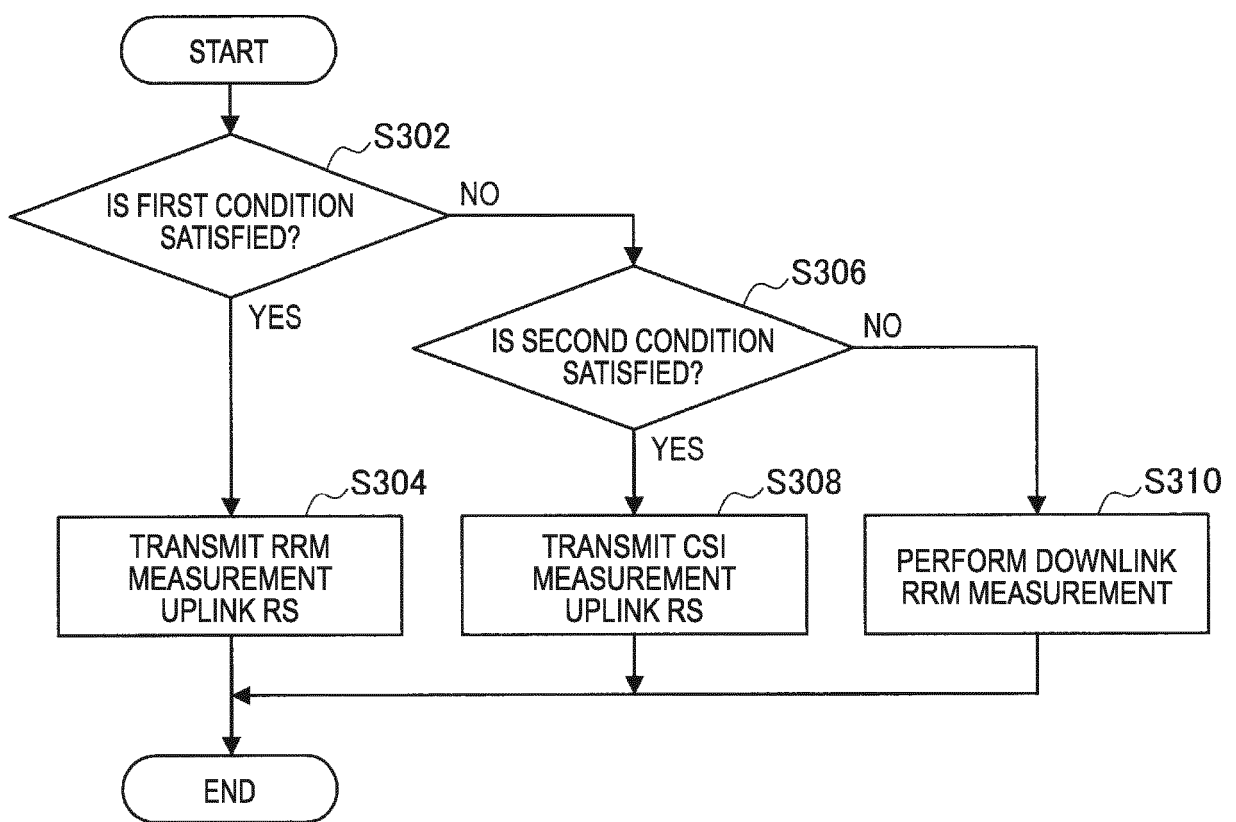 START
S302
IS FIRST CONDITION
SATISFIED?
NO
YES
S306
IS SECOND CONDITION
SATISFIED?
NO
YES
S304
TRANSMIT RRM
MEASUREMENT
UPLINK RS
S308
TRANSMIT CSI
MEASUREMENT
UPLINK RS
S310
PERFORM DOWNLINK
RRM MEASUREMENT
END